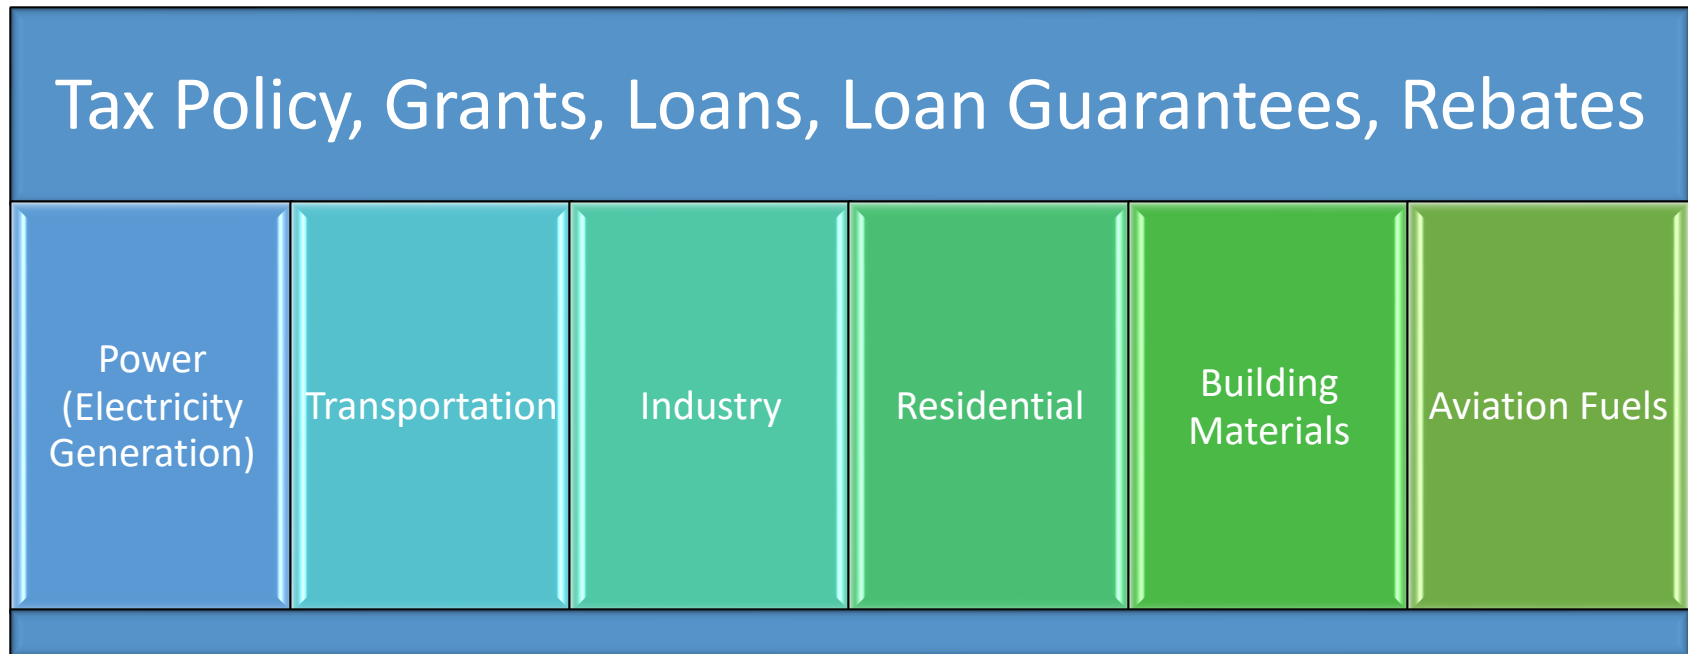 Tax Policy, Grants, Loans, Loan Guarantees, Rebates
Power
(Electricity
Generation)
Transportation
Industry
Residential
Building
Materials
Aviation Fuels